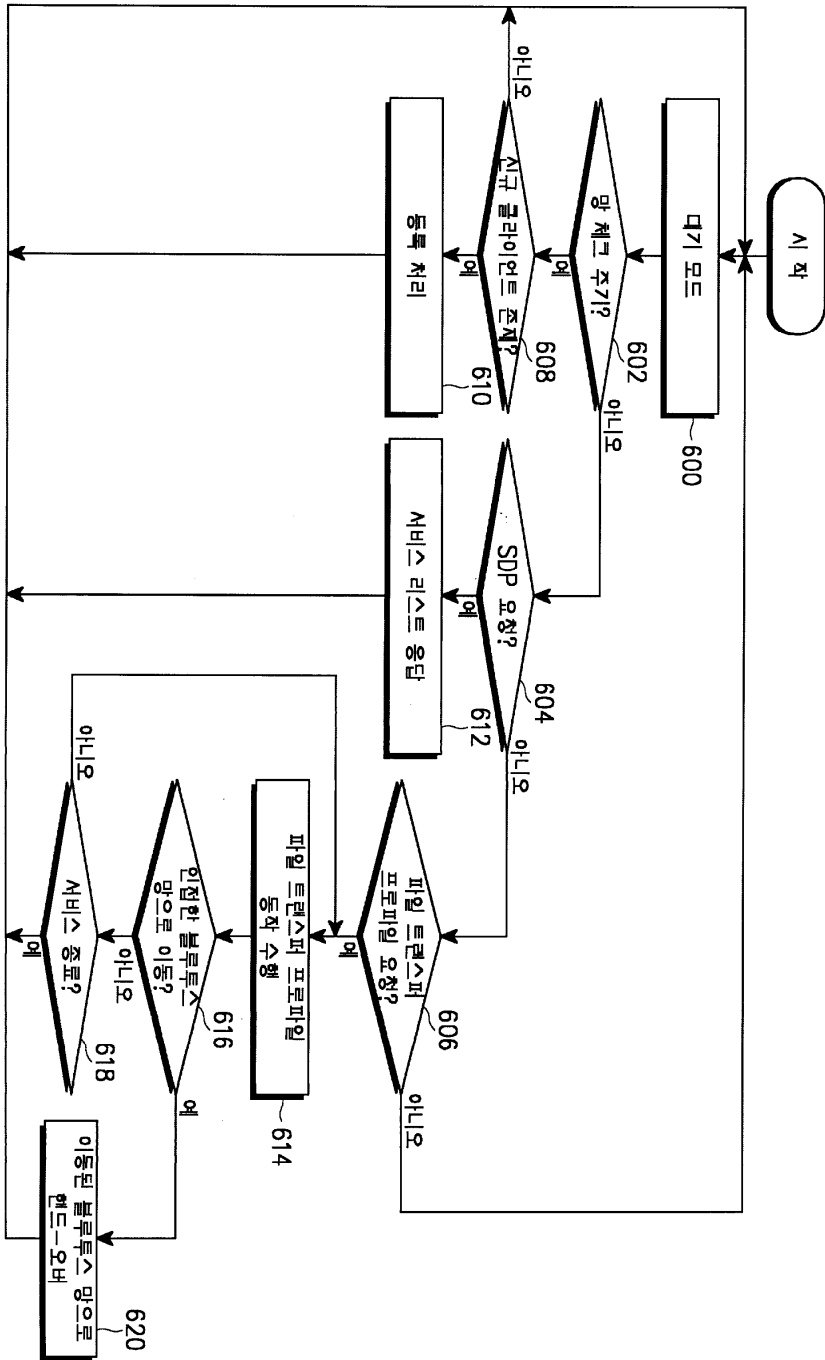 시 작
대기 모드
600
망 체크 주기?
602
아니오
예
신규 클라이언트 존재?
608
아니오
예
등록 처리
610
SDP 요청?
604
아니오
예
서비스 리스트 응답
612
파일 트랜스퍼
프로파일 요청?
606
아니오
예
파일 트랜스퍼 프로파일
동작 수행
614
인접한 블루투스
망으로 이동?
616
예
아니오
서비스 종료?
618
아니오
예
이동된 블루투스 망으로
핸드-오버
620